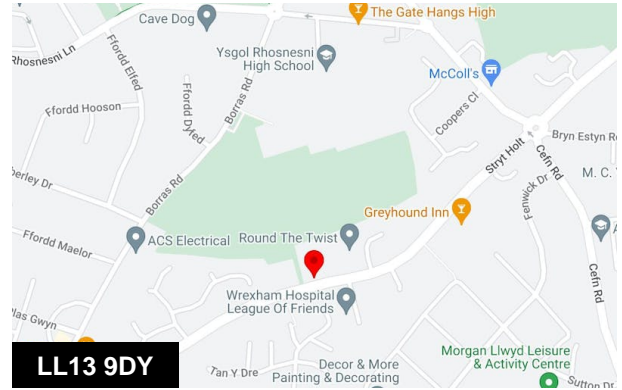 The Gate Hangs High
Cave Dog
Rhosnesni Ln
Ffordd Elfed
Ysgol Rhosnesni
High School
McColl's
Ffordd Hooson
Ffordd Dyfed
Borras Rd
Coopers Cl
Stryt Holt
Cefn Rd
Bryn Estyn Rd
M. C.
Fenwick Dr
Borras Rd
Greyhound Inn
Ffordd Maelor
ACS Electrical
Round The Twist
Cefn Rd
Wrexham Hospital
League Of Friends
las Gwyn
Morgan Llwyd Leisure
& Activity Centre
LL13 9DY
Tan Y Dre
Decor & More
Painting & Decorating
Sutton Dr